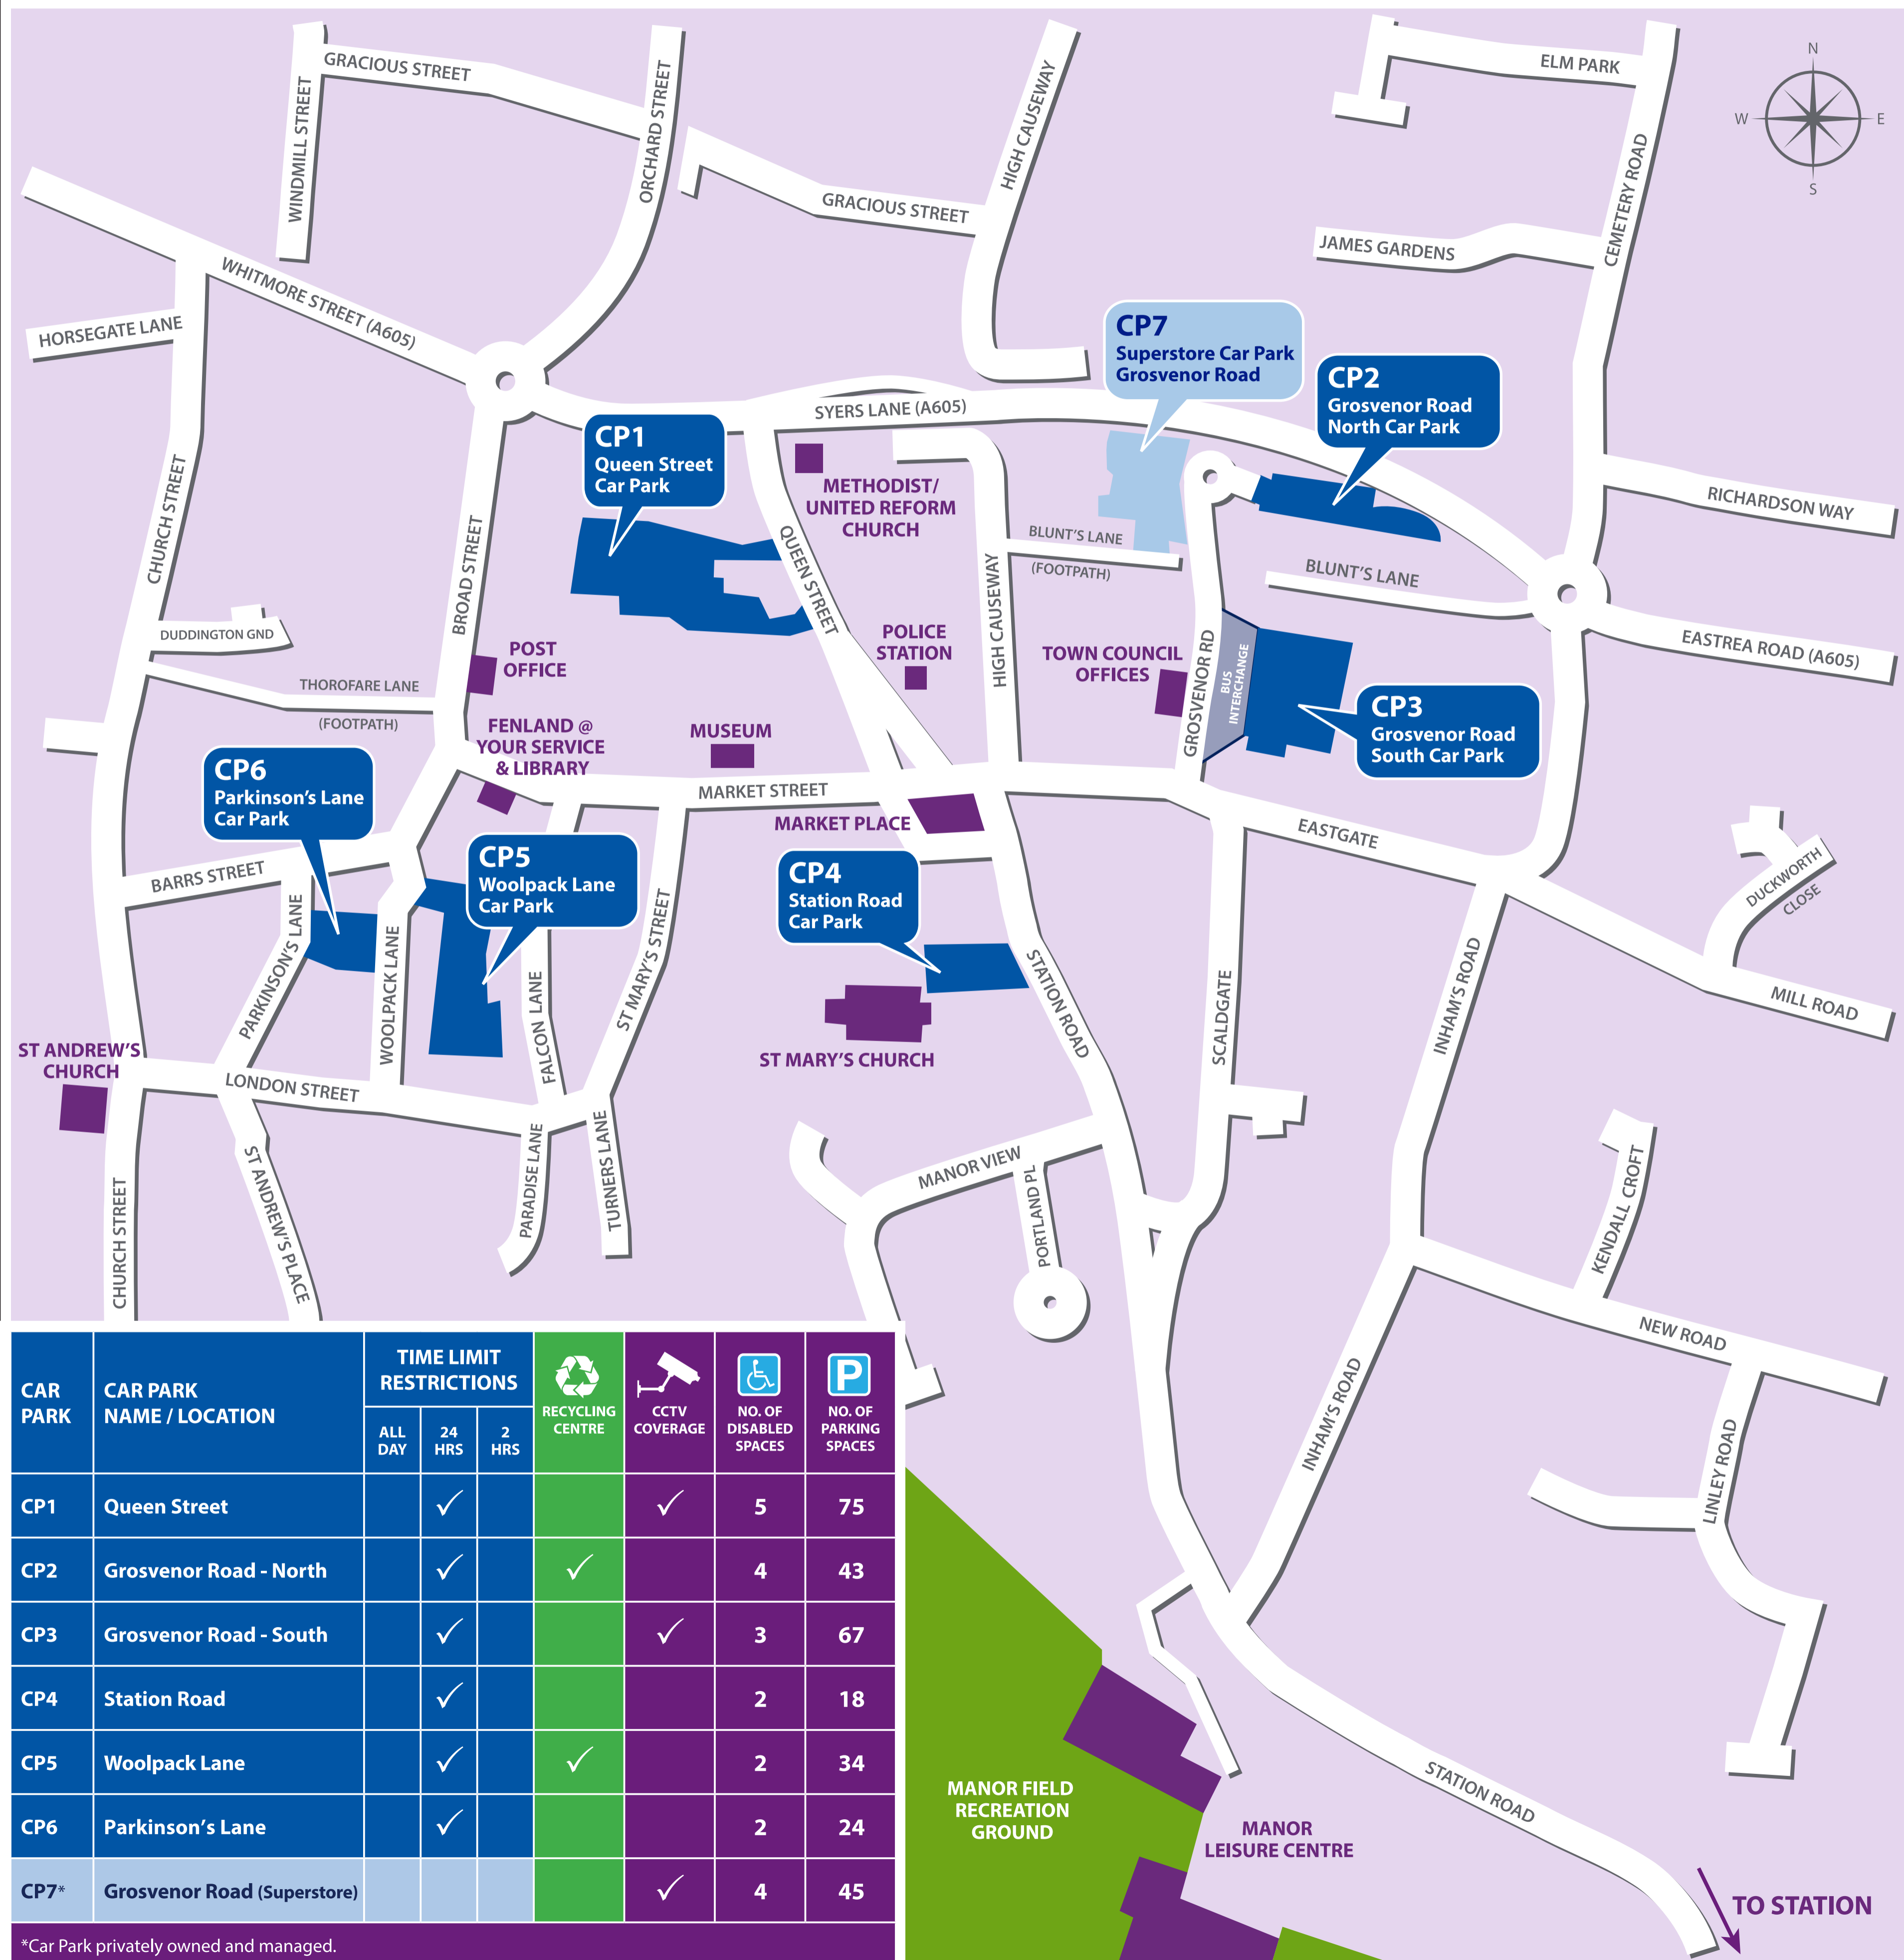 GRACIOUS STREET
WINDMILL STREET
ORCHARD STREET
HIGH CAUSEWAY
ELM PARK
N
W
E
S
CEMETERY ROAD
GRACIOUS STREET
JAMES GARDENS
WHITMORE STREET (A605)
HORSEGATE LANE
CP7
Superstore Car Park
Grosvenor Road
CP2
Grosvenor Road
North Car Park
SYERS LANE (A605)
CP1
Queen Street
Car Park
METHODIST/
UNITED REFORM
CHURCH
RICHARDSON WAY
CHURCH STREET
BROAD STREET
QUEEN STREET
HIGH CAUSEWAY
BLUNT'S LANE
(FOOTPATH)
BLUNT'S LANE
DUDDINGTON GND
POST
OFFICE
POLICE
STATION
TOWN COUNCIL
OFFICES
GROSVENOR RD
BUS
INTERCHANGE
EASTREA ROAD (A605)
THOROFARE LANE
(FOOTPATH)
CP3
Grosvenor Road
South Car Park
FENLAND @
YOUR SERVICE
& LIBRARY
MUSEUM
CP6
Parkinson's Lane
Car Park
MARKET STREET
MARKET PLACE
EASTGATE
CP5
Woolpack Lane
Car Park
CP4
Station Road
Car Park
BARRS STREET
DUCKWORTH
CLOSE
PARKINSON'S LANE
WOOLPACK LANE
FALCON LANE
ST MARY'S STREET
STATION ROAD
SCALDGATE
INHAM'S ROAD
MILL ROAD
ST ANDREW'S
CHURCH
ST MARY'S CHURCH
LONDON STREET
CHURCH STREET
ST ANDREW'S PLACE
PARADISE LANE
TURNERS LANE
MANOR VIEW
PORTLAND PL
KENDALL CROFT
NEW ROAD
INHAM'S ROAD
LINLEY ROAD
CAR
PARK
CAR PARK
NAME / LOCATION
TIME LIMIT
RESTRICTIONS
ALL
DAY
24
HRS
2
HRS
RECYCLING
CENTRE
CCTV
COVERAGE
NO. OF
DISABLED
SPACES
P
NO. OF
PARKING
SPACES
CP1 Queen Street ✓ ✓ 5 75
CP2 Grosvenor Road - North ✓ ✓ 4 43
CP3 Grosvenor Road - South ✓ ✓ 3 67
CP4 Station Road ✓ 2 18
CP5 Woolpack Lane ✓ ✓ 2 34
CP6 Parkinson's Lane ✓ 2 24
CP7* Grosvenor Road (Superstore) ✓ 4 45
*Car Park privately owned and managed.
MANOR FIELD
RECREATION
GROUND
MANOR
LEISURE CENTRE
STATION ROAD
TO STATION